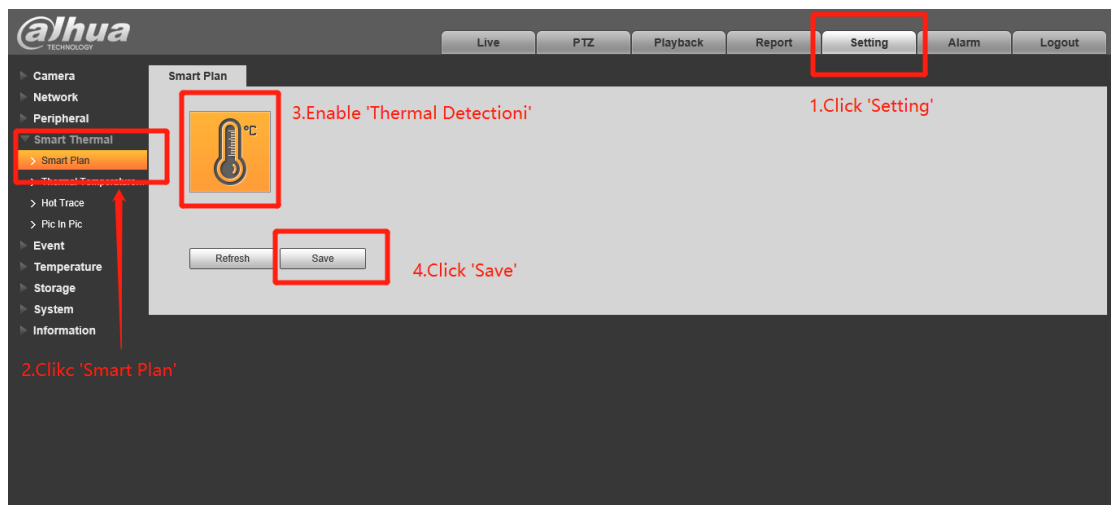 alhua
TECHNOLOGY
Live PTZ Playback Report Setting Alarm Logout
Camera
Network
Peripheral
Smart Thermal
Smart Plan
Thermal Temperature...
Hot Trace
Pic In Pic
Event
Temperature
Storage
System
Information
Smart Plan
°C
3.Enable 'Thermal Detectioni'
1.Click 'Setting'
Refresh Save
4.Click 'Save'
2.Clikc 'Smart Plan'